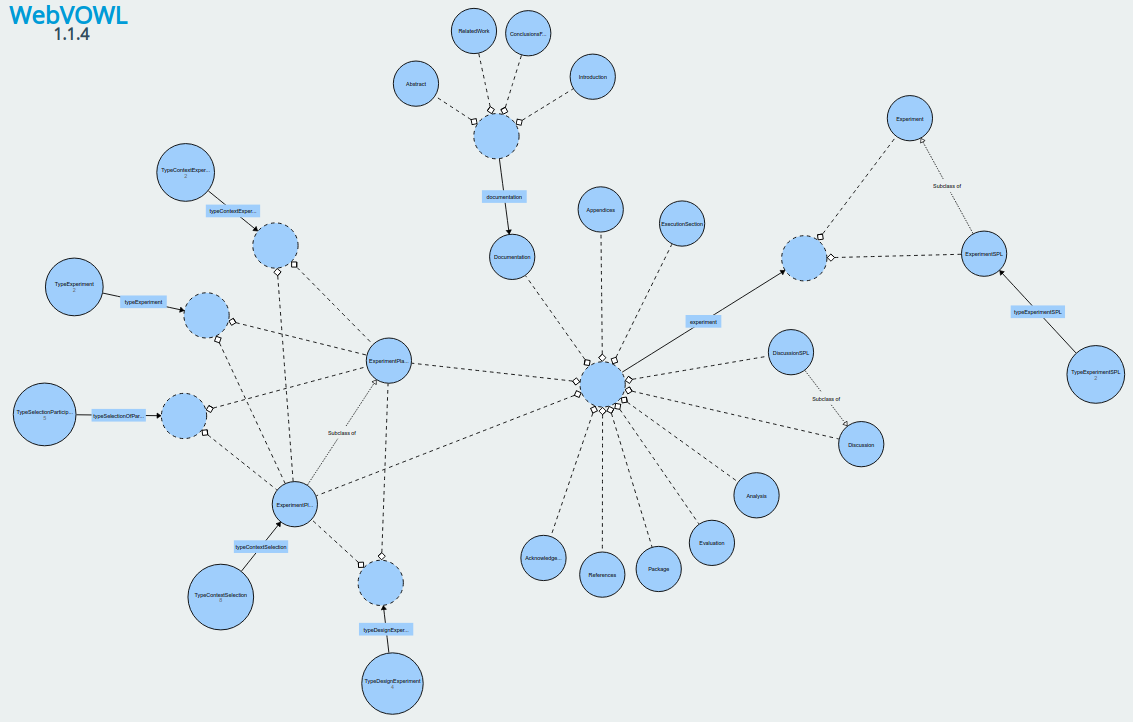 WebVOWL
1.1.4
RelatedWork
ConclusionsF...
Abstract
Introduction
Experiment
TypeContextExper...
2
Subclass of
documentation
typeContextExper...
Appendices
ExecutionSection
Documentation
ExperimentSPL
TypeExperiment
2
typeExperiment
typeExperimentSPL
experiment
DiscussionSPL
ExperimentPla...
TypeExperimentSPL
2
Subclass of
TypeSelectionParticip...
5
typeSelectionOfPar...
Subclass of
Discussion
Analysis
ExperimentPl...
Evaluation
typeContextSelection
Acknowledge...
Package
References
TypeContextSelection
8
typeDesignExper...
TypeDesignExperiment
4